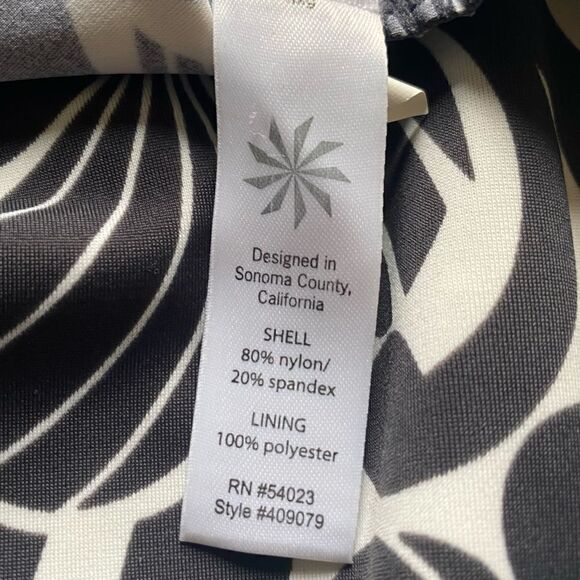 Designed in
Sonoma County,
California
SHELL
80% nylon/
20% spandex
LINING
100% polyester
RN #54023
Style #409079